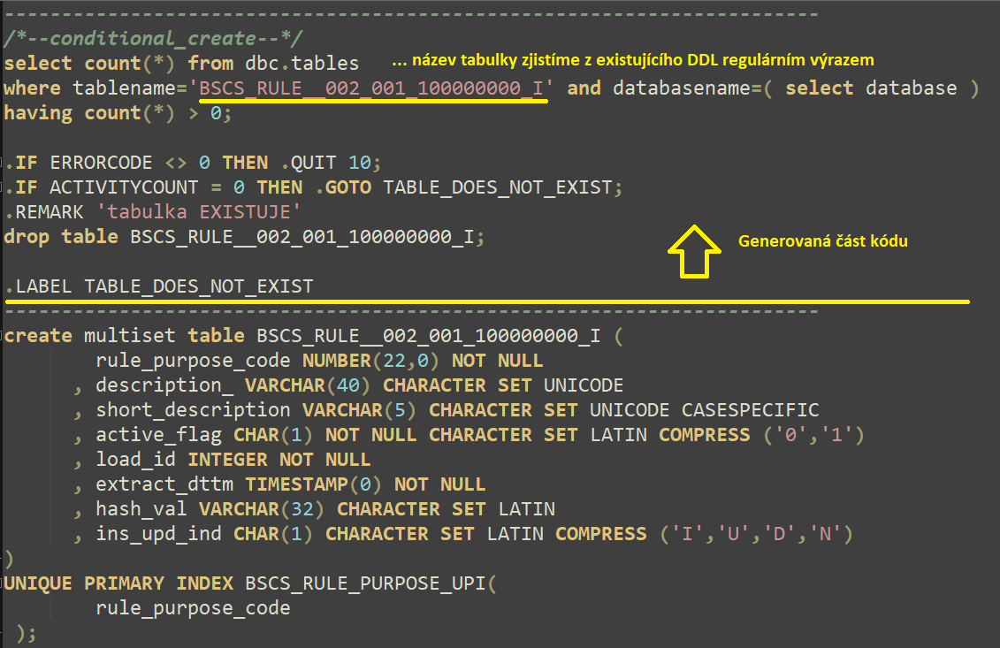 -----------------------------------------------------------------------
/*--conditional_create--*/
select count(*) from dbc.tables ... název tabulky zjistíme z existujícího DDL regulárním výrazem
where tablename='BSCS_RULE__002_001_100000000_I' and databasename=( select database )
having count(*) > 0;
.IF ERRORCODE <> 0 THEN .QUIT 10;
.IF ACTIVITYCOUNT = 0 THEN .GOTO TABLE_DOES_NOT_EXIST;
.REMARK 'tabulka EXISTUJE'
drop table BSCS_RULE__002_001_100000000_I;
Generovaná část kódu
.LABEL TABLE_DOES_NOT_EXIST
-----------------------------------------------------------------------
create multiset table BSCS_RULE__002_001_100000000_I (
rule_purpose_code NUMBER(22,0) NOT NULL
, description_ VARCHAR(40) CHARACTER SET UNICODE
, short_description VARCHAR(5) CHARACTER SET UNICODE CASESPECIFIC
, active_flag CHAR(1) NOT NULL CHARACTER SET LATIN COMPRESS ('0','1')
, load_id INTEGER NOT NULL
, extract_dttm TIMESTAMP(0) NOT NULL
, hash_val VARCHAR(32) CHARACTER SET LATIN
, ins_upd_ind CHAR(1) CHARACTER SET LATIN COMPRESS ('I','U','D','N')
)
UNIQUE PRIMARY INDEX BSCS_RULE_PURPOSE_UPI(
rule_purpose_code
);